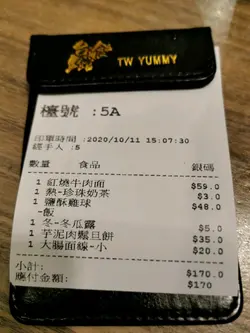 TW YUMMY
檯號 :5A
印單時間 :2020/10/11 15:07:30
經手人 :5
數量 食品 銀碼
1 紅燒牛肉面 $59.0
1 熱-珍珠奶茶 $3.0
1 鹽酥雞球 $48.0
-飯
1 冬-冬瓜露 $5.0
1 芋泥肉鬆旦餅 $35.0
1 大腸面線-小 $20.0
小計: $170.0
應付金額: $170